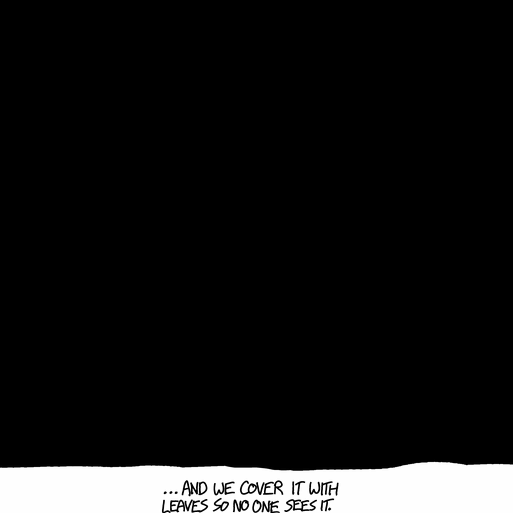 ...AND WE COVER IT WITH
LEAVES SO NO ONE SEES IT.